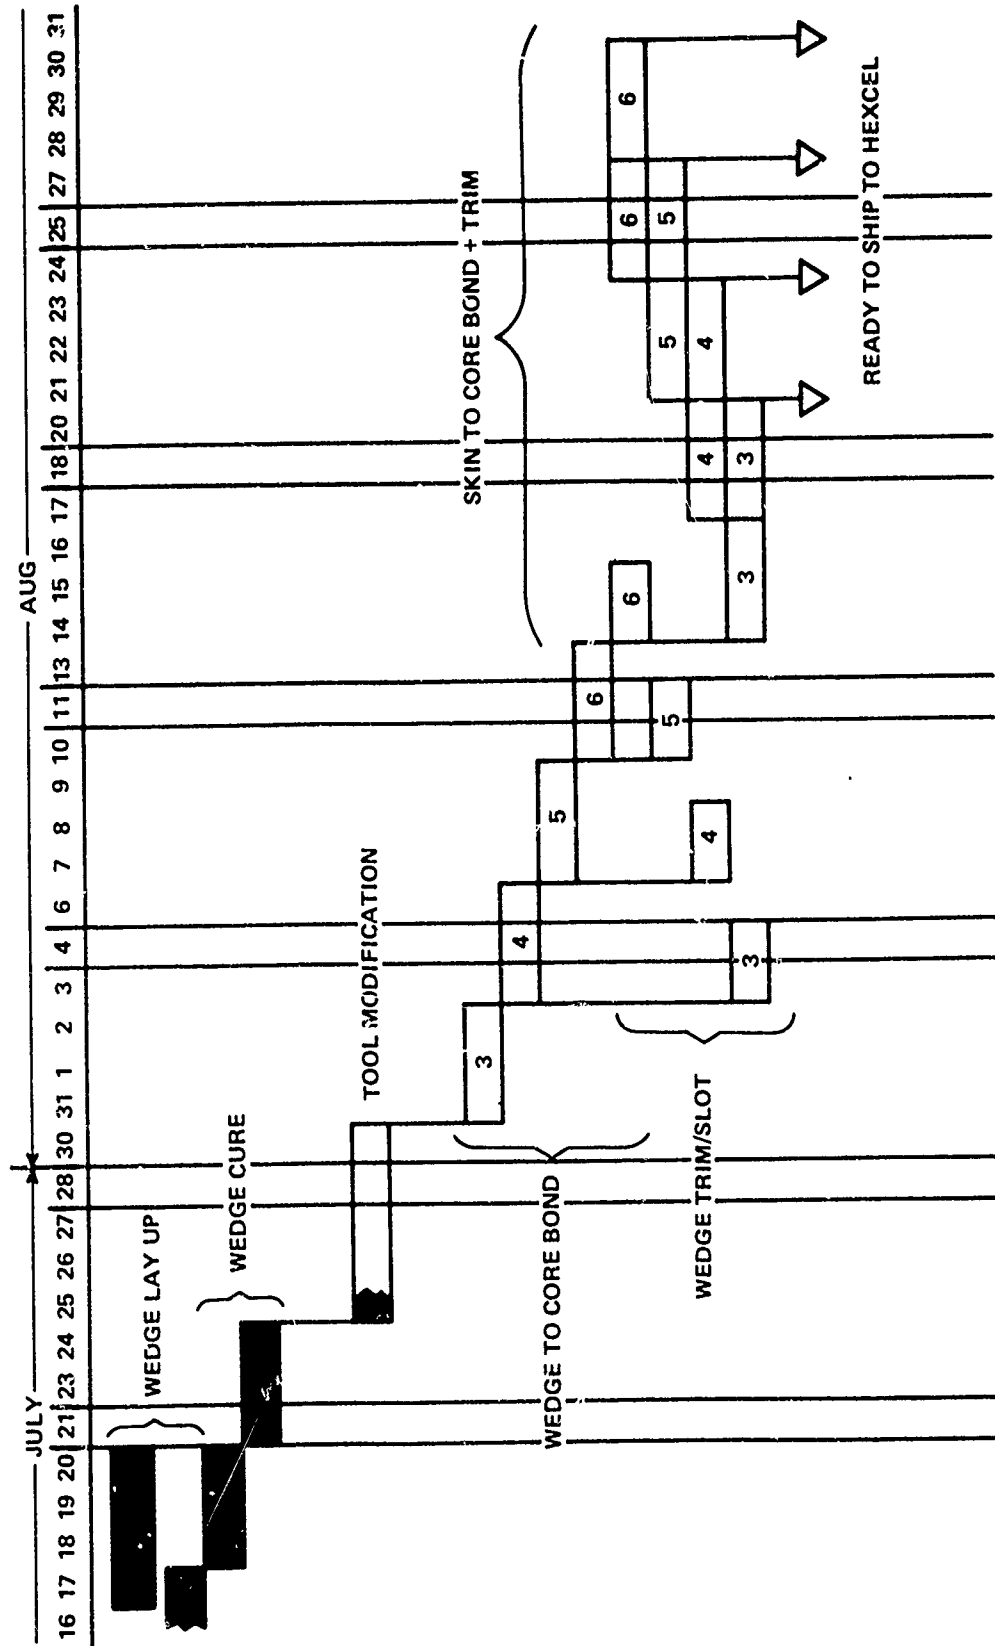 JULY AUG
16 17 18 19 20 21 23 24 25 26 27 28 30 31 1 2 3 4 6 7 8 9 10 11 13 14 15 16 17 18 20 21 22 23 24 25 27 28 29 30 31
WEDGE LAY UP
WEDGE CURE
TOOL MODIFICATION
SKIN TO CORE BOND + TRIM
3
4
WEDGE TO CORE BOND
5
6
6 6 6
5 5 5
WEDGE TRIM/SLOT
4 4 4
3 3 3
READY TO SHIP TO HEXCEL